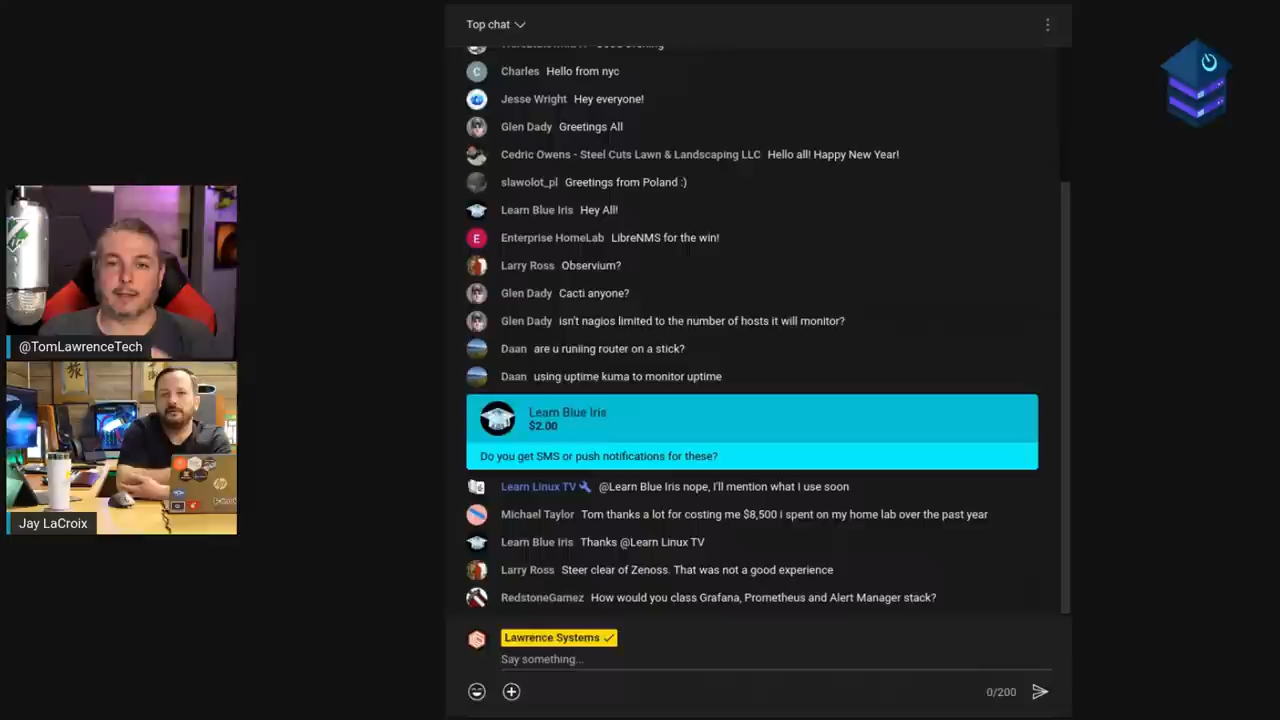 Top chat
Charles Hello from nyc
Jesse Wright Hey everyone!
Glen Dady Greetings All
Cedric Owens - Steel Cuts Lawn & Landscaping LLC Hello all! Happy New Year!
slawolot_pl Greetings from Poland :)
Learn Blue Iris Hey All!
E Enterprise HomeLab LibreNMS for the win!
Larry Ross Observium?
Glen Dady Cacti anyone?
Glen Dady isn't nagios limited to the number of hosts it will monitor?
Daan are u runiing router on a stick?
Daan using uptime kuma to monitor uptime
Learn Blue Iris
$2.00
Do you get SMS or push notifications for these?
Learn Linux TV @Learn Blue Iris nope, I'll mention what I use soon
Michael Taylor Tom thanks a lot for costing me $8,500 i spent on my home lab over the past year
Learn Blue Iris Thanks @Learn Linux TV
Larry Ross Steer clear of Zenoss. That was not a good experience
RedstoneGamez How would you class Grafana, Prometheus and Alert Manager stack?
Lawrence Systems
Say something...
0/200
@TomLawrenceTech
Jay LaCroix